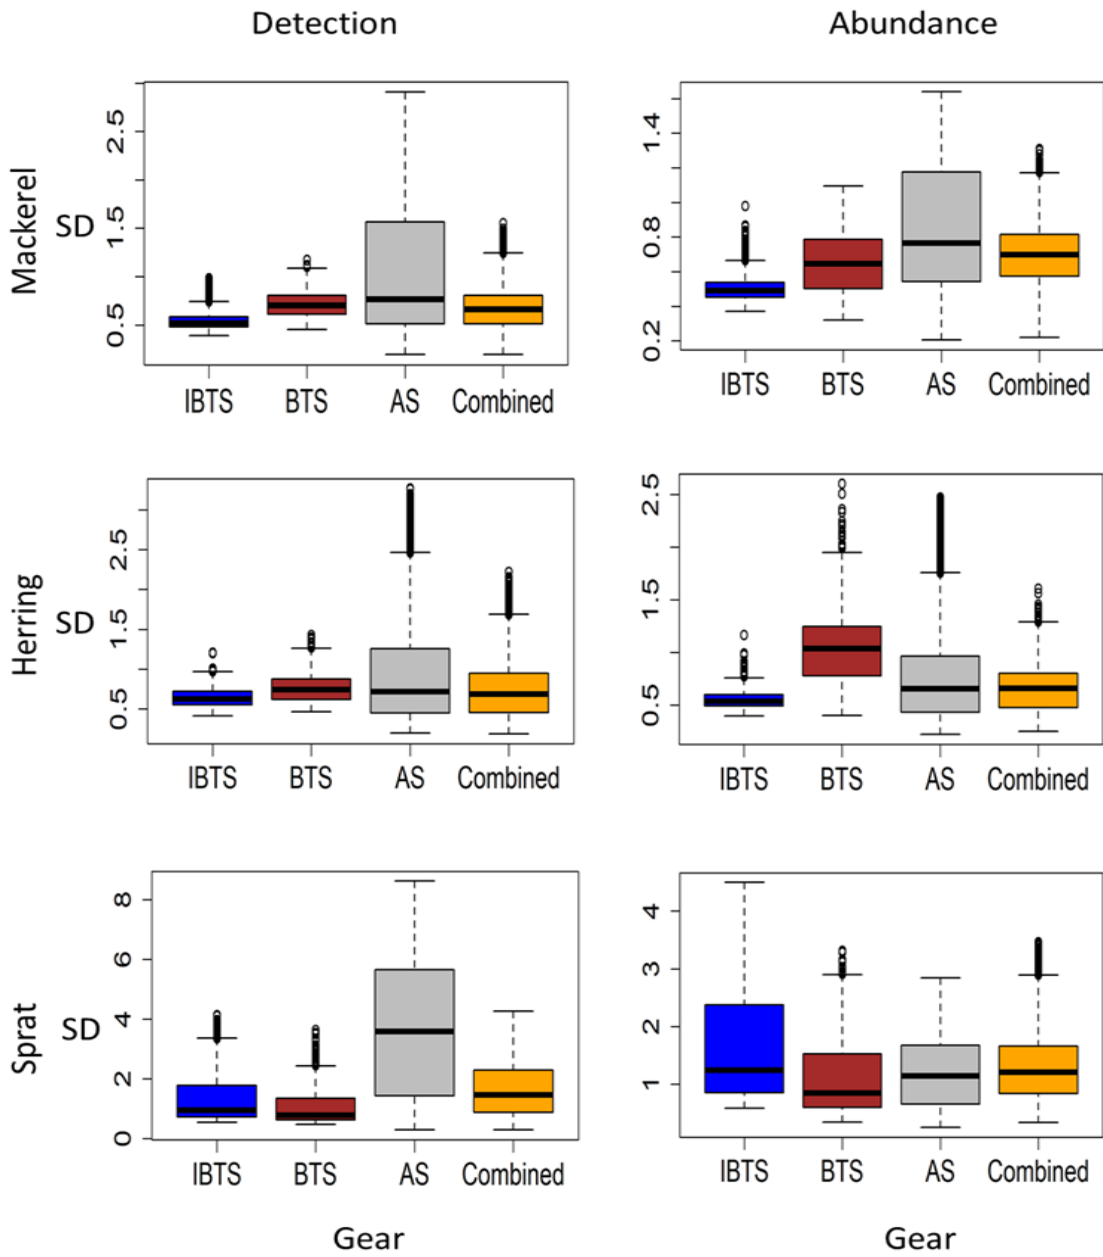 Detection Abundance
Mackerel
SD
0.5 1.5 2.5
IBTS BTS AS Combined
0.2 0.8 1.4
IBTS BTS AS Combined
Herring
SD
0.5 1.5 2.5
IBTS BTS AS Combined
0.5 1.5 2.5
IBTS BTS AS Combined
Sprat
SD
0 2 4 6 8
IBTS BTS AS Combined
1 2 3 4
IBTS BTS AS Combined
Gear Gear